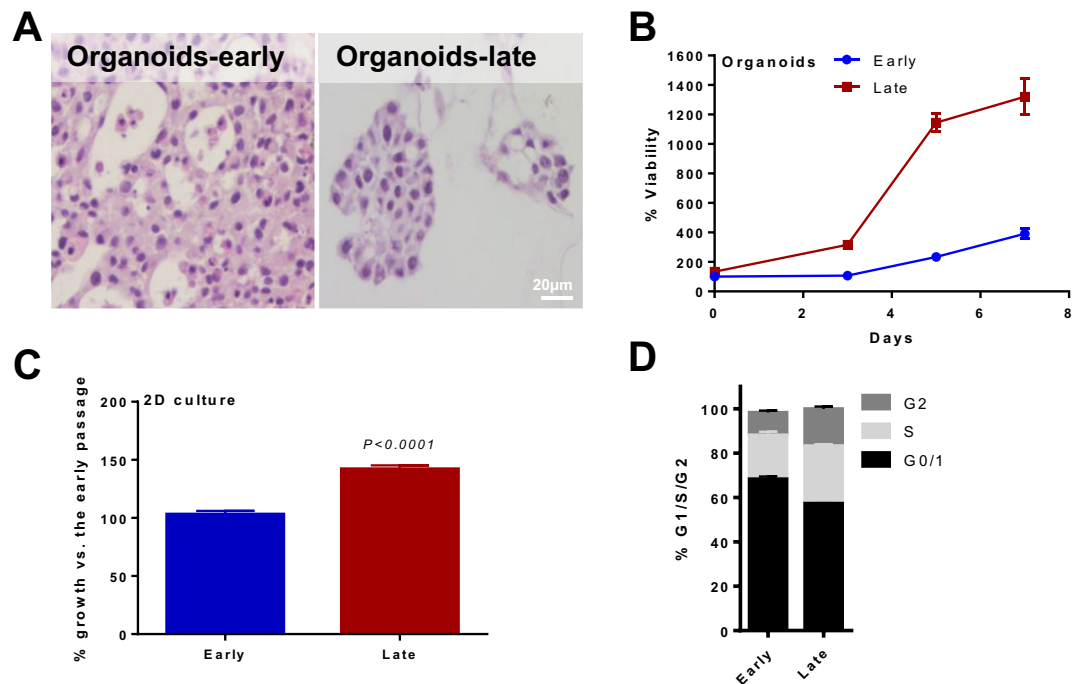 A
Organoids-early
Organoids-late
20µm
B
Organoids
Early
Late
% Viability
1600
1400
1200
1000
800
600
400
200
0
0 2 4 6 8
Days
C
2D culture
% growth vs. the early passage
200
150
100
50
0
P<0.0001
Early Late
D
% G1/S/G2
100
80
60
40
20
0
G2
S
G0/1
Early Late